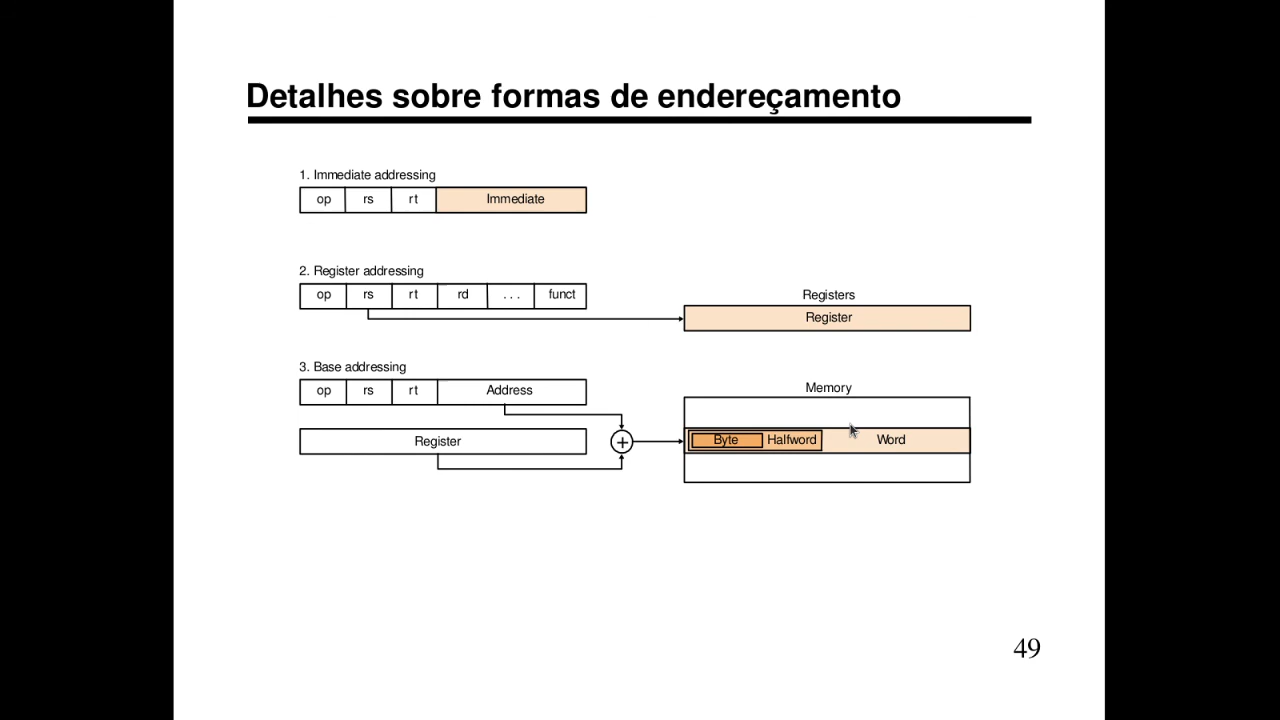 Detalhes sobre formas de endereçamento
1. Immediate addressing
op rs rt Immediate
2. Register addressing
op rs rt rd ... funct
Registers
Register
3. Base addressing
op rs rt Address
Memory
Register
+
Byte Halfword Word
49